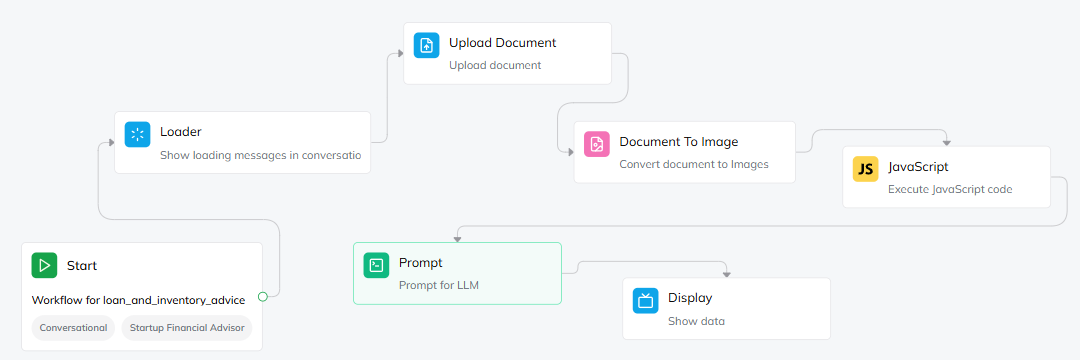 Upload Document
Upload document
Loader
Show loading messages in conversatio
Document To Image
Convert document to Images
JS
JavaScript
Execute JavaScript code
Start
Workflow for loan_and_inventory_advice
Conversational
Startup Financial Advisor
Prompt
Prompt for LLM
Display
Show data